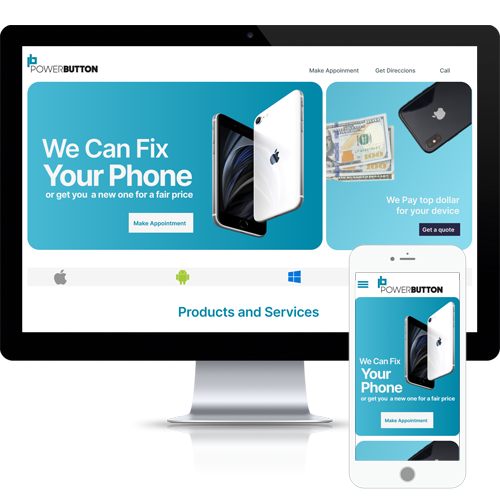 POWERBUTTON
Make Appoinment
Get Direccions
Call
We Can Fix
Your Phone
or get you a new one for a fair price
Make Appointment
We Pay top dollar
for your device
Get a quote
Products and Services
POWERBUTTON
We Can Fix
Your
Phone
or get you a new one for a fair price
Make Appointment